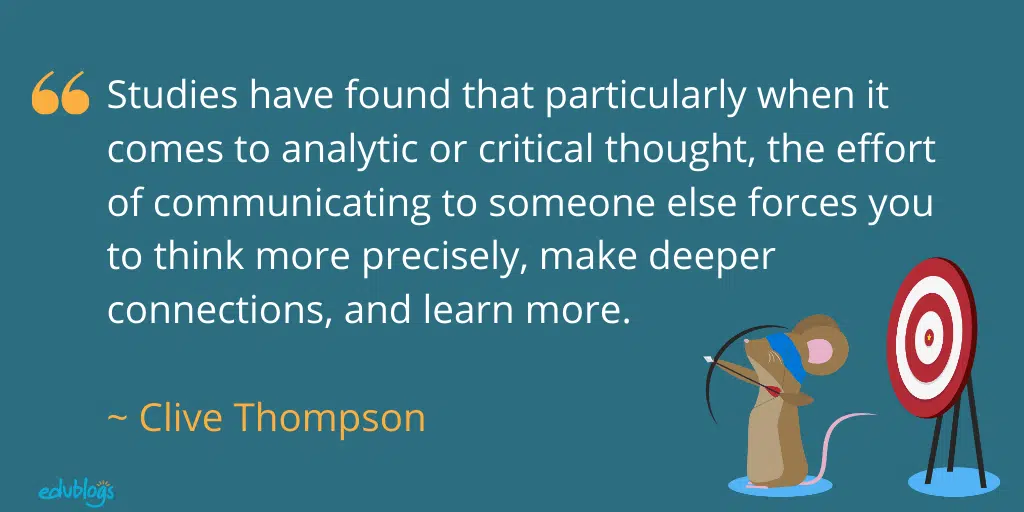 “
Studies have found that particularly when it
comes to analytic or critical thought, the effort
of communicating to someone else forces you
to think more precisely, make deeper
connections, and learn more.
~ Clive Thompson
edublogs